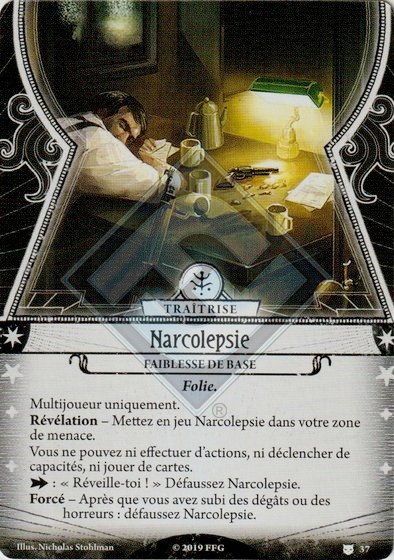 TRAÎTRISE
Narcolepsie
FAIBLESSE DE BASE
Folie.
Multijoueur uniquement.
Révélation – Mettez en jeu Narcolepsie dans votre zone
de menace.
Vous ne pouvez ni effectuer d'actions, ni déclencher de
capacités, ni jouer de cartes.
: « Réveille-toi ! » Défaussez Narcolepsie.
Forcé – Après que vous avez subi des dégâts ou des
horreurs : défaussez Narcolepsie.
®
Illus. Nicholas Stohlman
© 2019 FFG
37